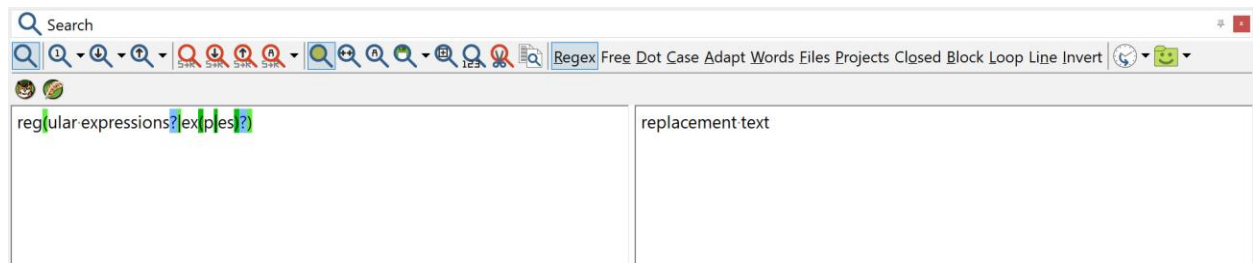 Search
Regex Free Dot Case Adapt Words Files Projects Closed Block Loop Line Invert
reg(ular·expressions?|ex(p|es)?)
replacement·text